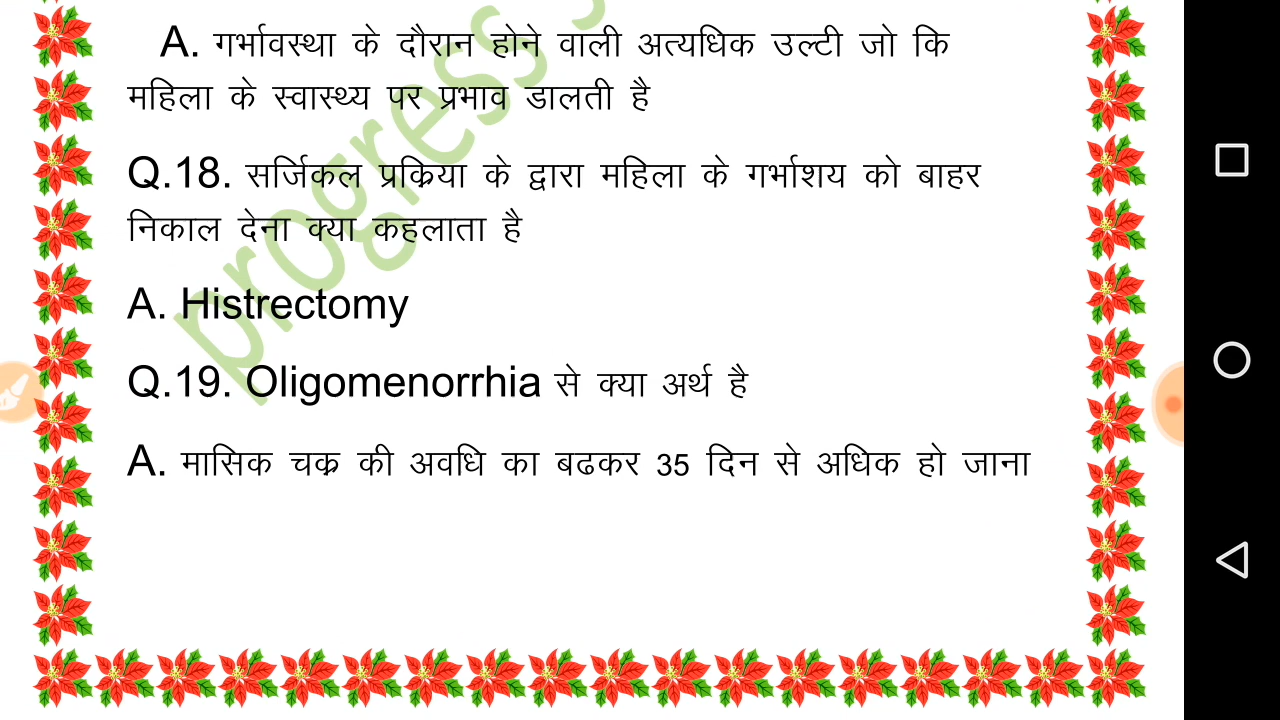 A. गर्भावस्था के दौरान होने वाली अत्यधिक उल्टी जो कि
महिला के स्वास्थ्य पर प्रभाव डालती है
Q.18. सर्जिकल प्रक्रिया के द्वारा महिला के गर्भाशय को बाहर
निकाल देना क्या कहलाता है
A. Histrectomy
Q.19. Oligomenorrhia से क्या अर्थ है
A. मासिक चक्र की अवधि का बढकर 35 दिन से अधिक हो जाना
progress